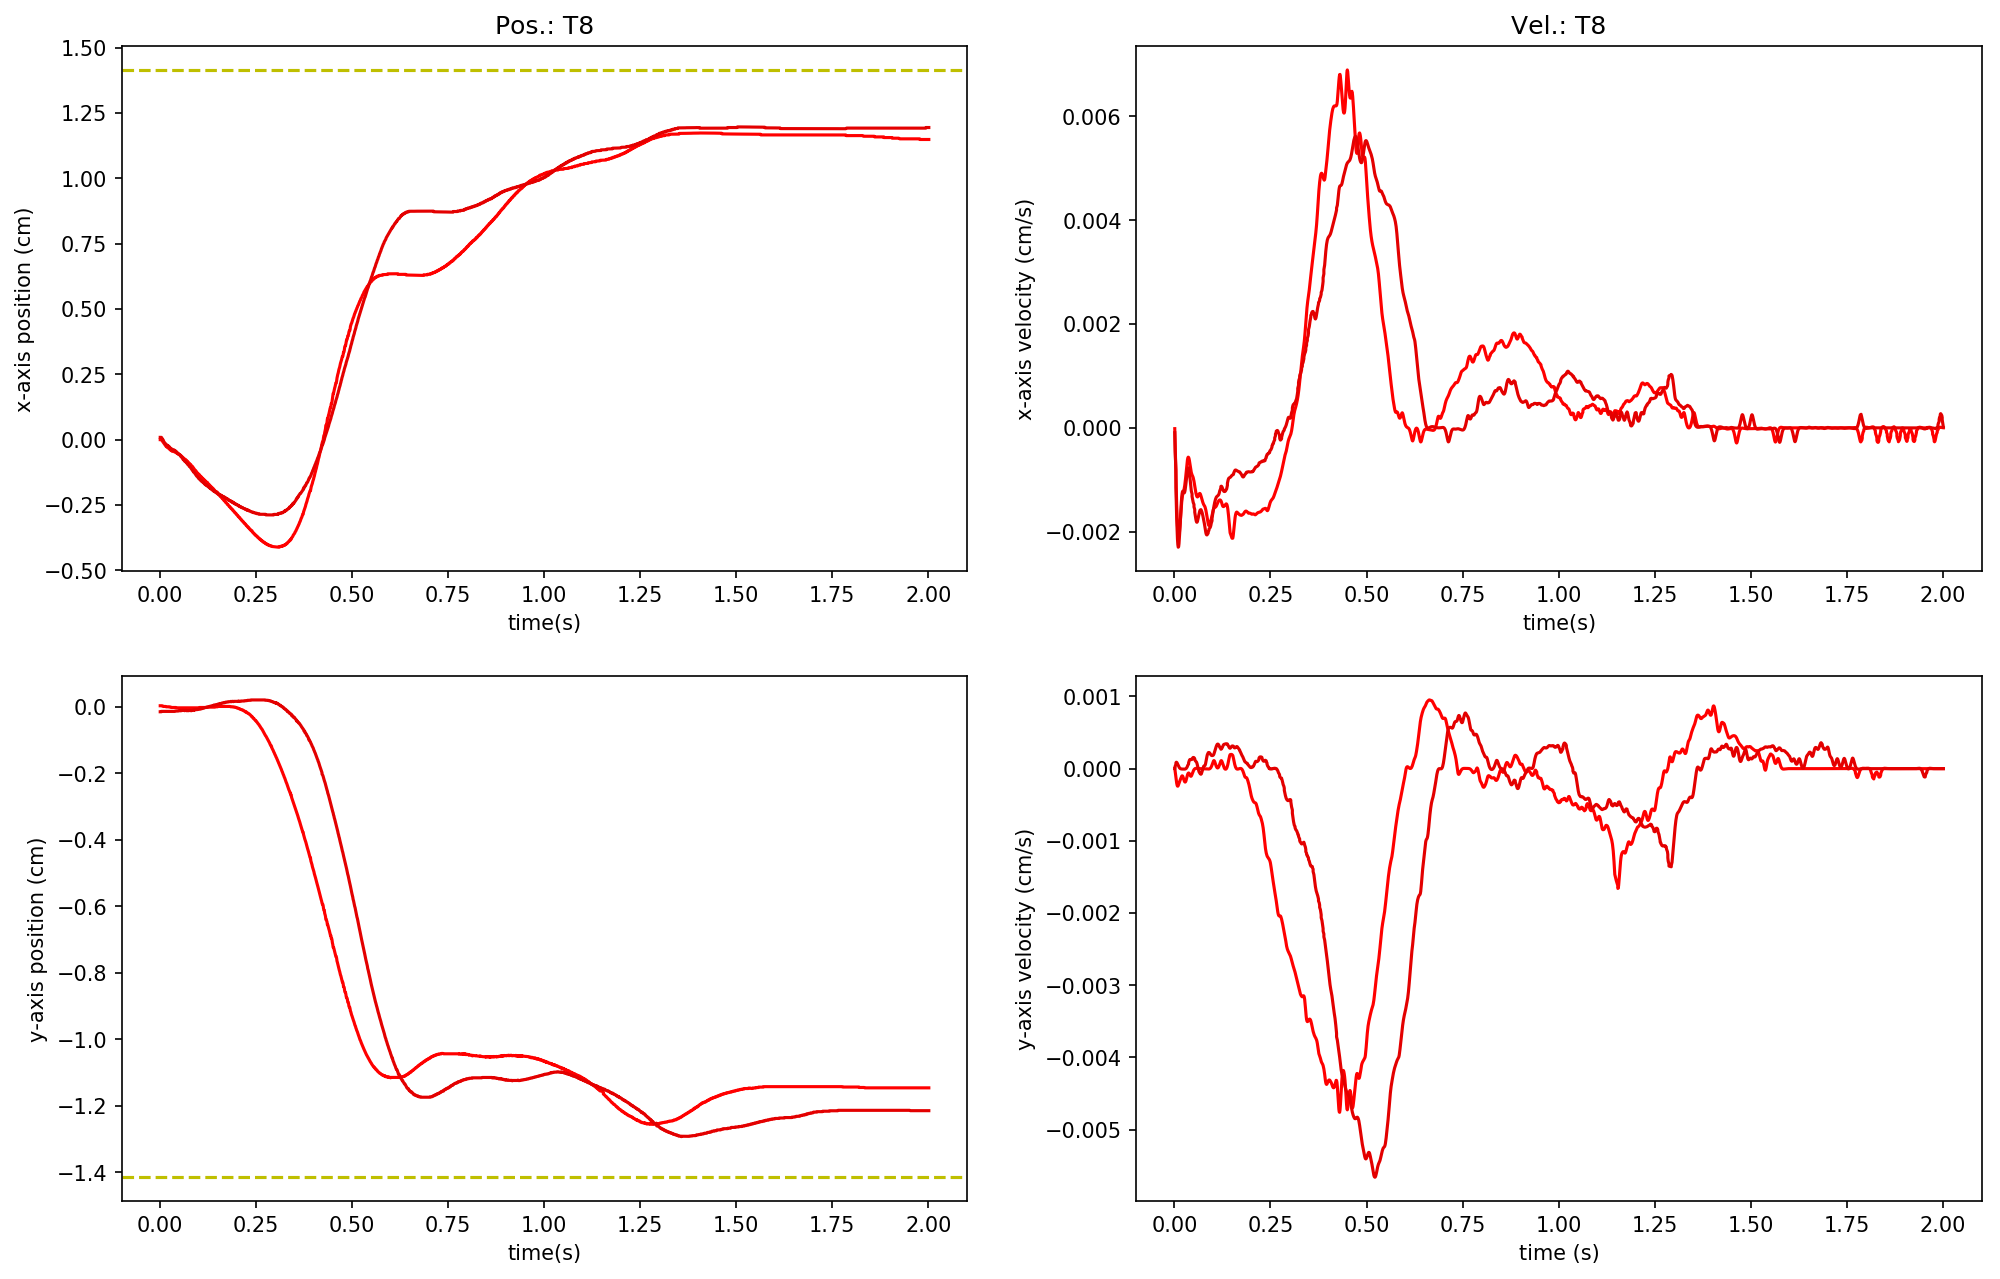 Pos.: T8
1.50
1.25
1.00
0.75
0.50
0.25
0.00
−0.25
−0.50
x-axis position (cm)
0.00 0.25 0.50 0.75 1.00 1.25 1.50 1.75 2.00
time(s)
Vel.: T8
0.006
0.004
0.002
0.000
−0.002
x-axis velocity (cm/s)
0.00 0.25 0.50 0.75 1.00 1.25 1.50 1.75 2.00
time(s)
0.0
−0.2
−0.4
−0.6
−0.8
−1.0
−1.2
−1.4
y-axis position (cm)
0.00 0.25 0.50 0.75 1.00 1.25 1.50 1.75 2.00
time(s)
0.001
0.000
−0.001
−0.002
−0.003
−0.004
−0.005
y-axis velocity (cm/s)
0.00 0.25 0.50 0.75 1.00 1.25 1.50 1.75 2.00
time (s)